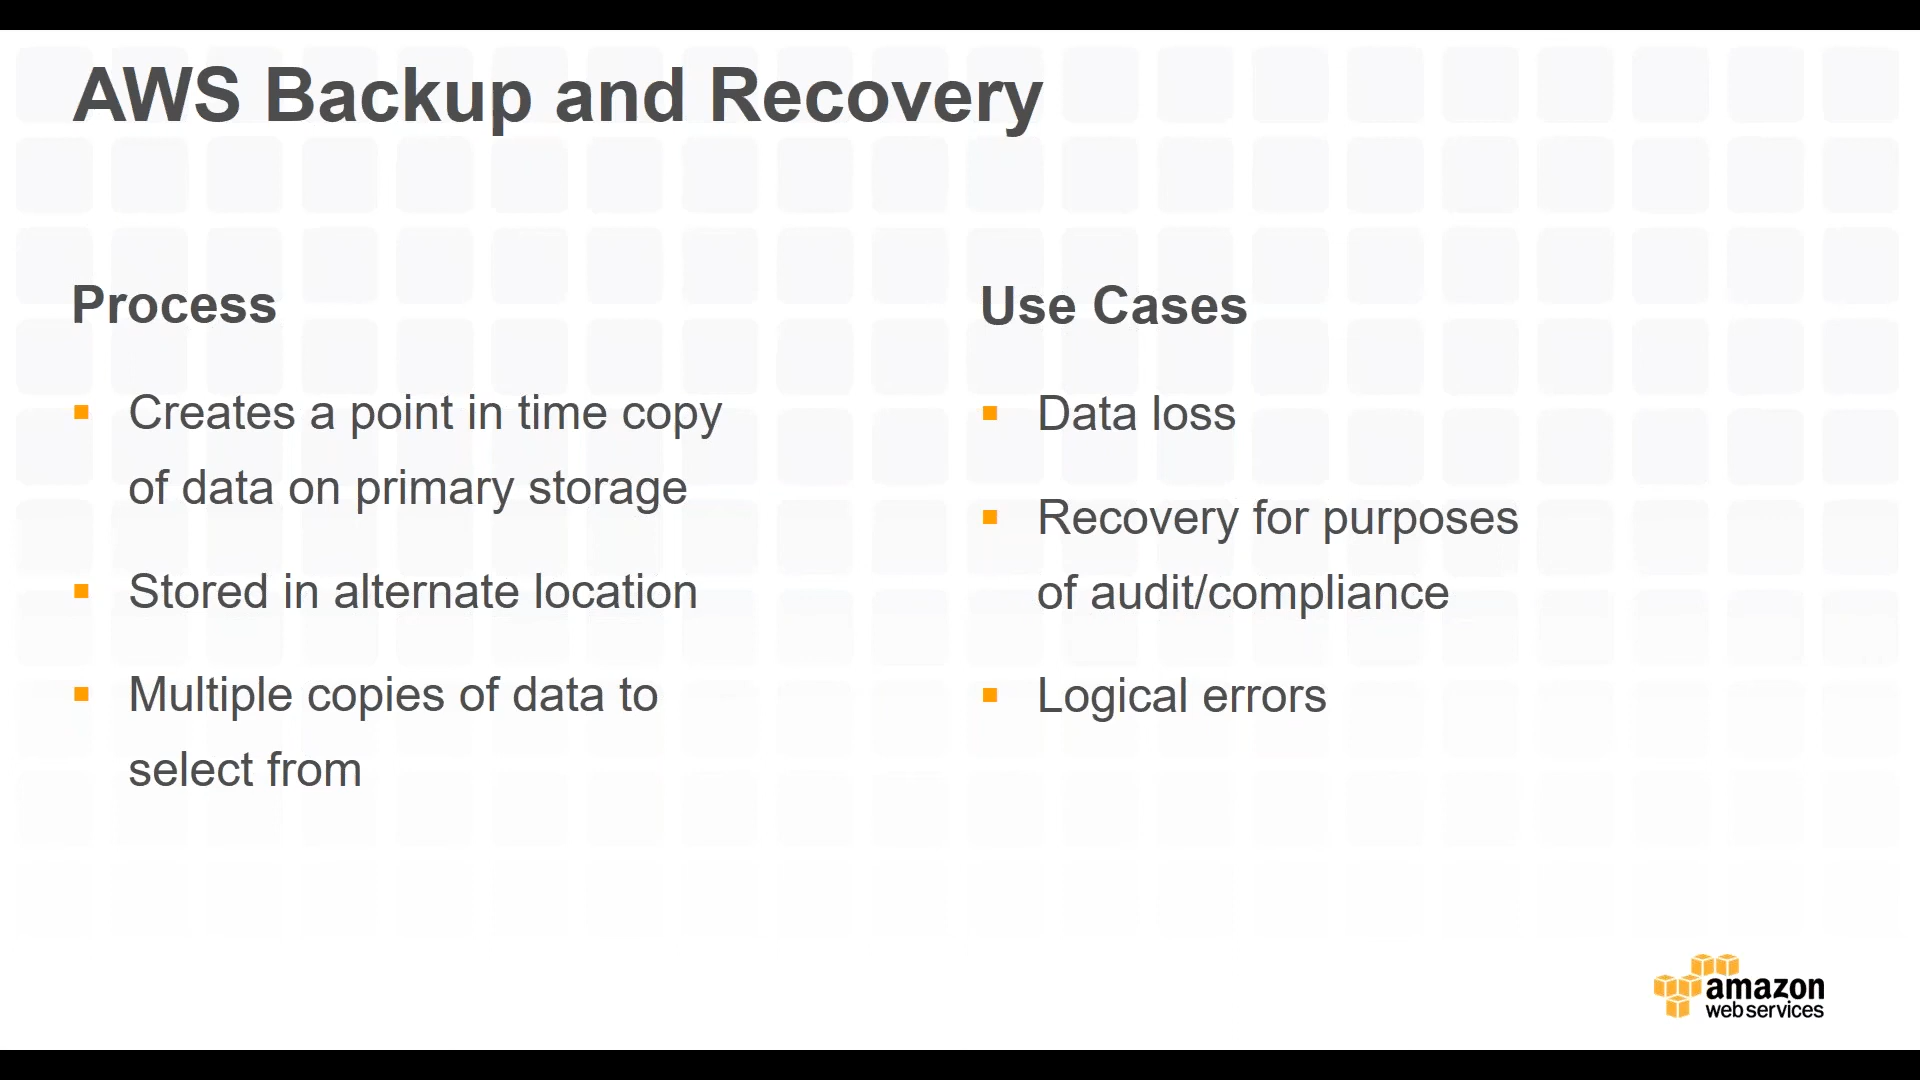 AWS Backup and Recovery
Process
Creates a point in time copy
of data on primary storage
Stored in alternate location
Multiple copies of data to
select from
Use Cases
Data loss
Recovery for purposes
of audit/compliance
Logical errors
amazon
webservices